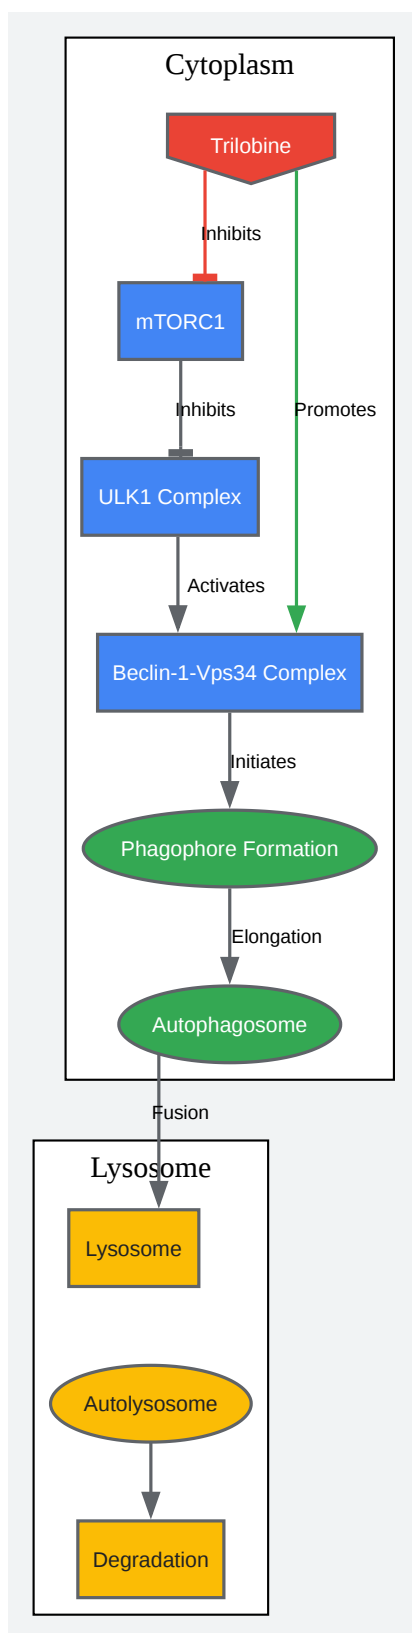 Cytoplasm
Trilobine
Inhibits
mTORC1
Inhibits
Promotes
ULK1 Complex
Activates
Beclin-1-Vps34 Complex
Initiates
Phagophore Formation
Elongation
Autophagosome
Fusion
Lysosome
Lysosome
Autolysosome
Degradation